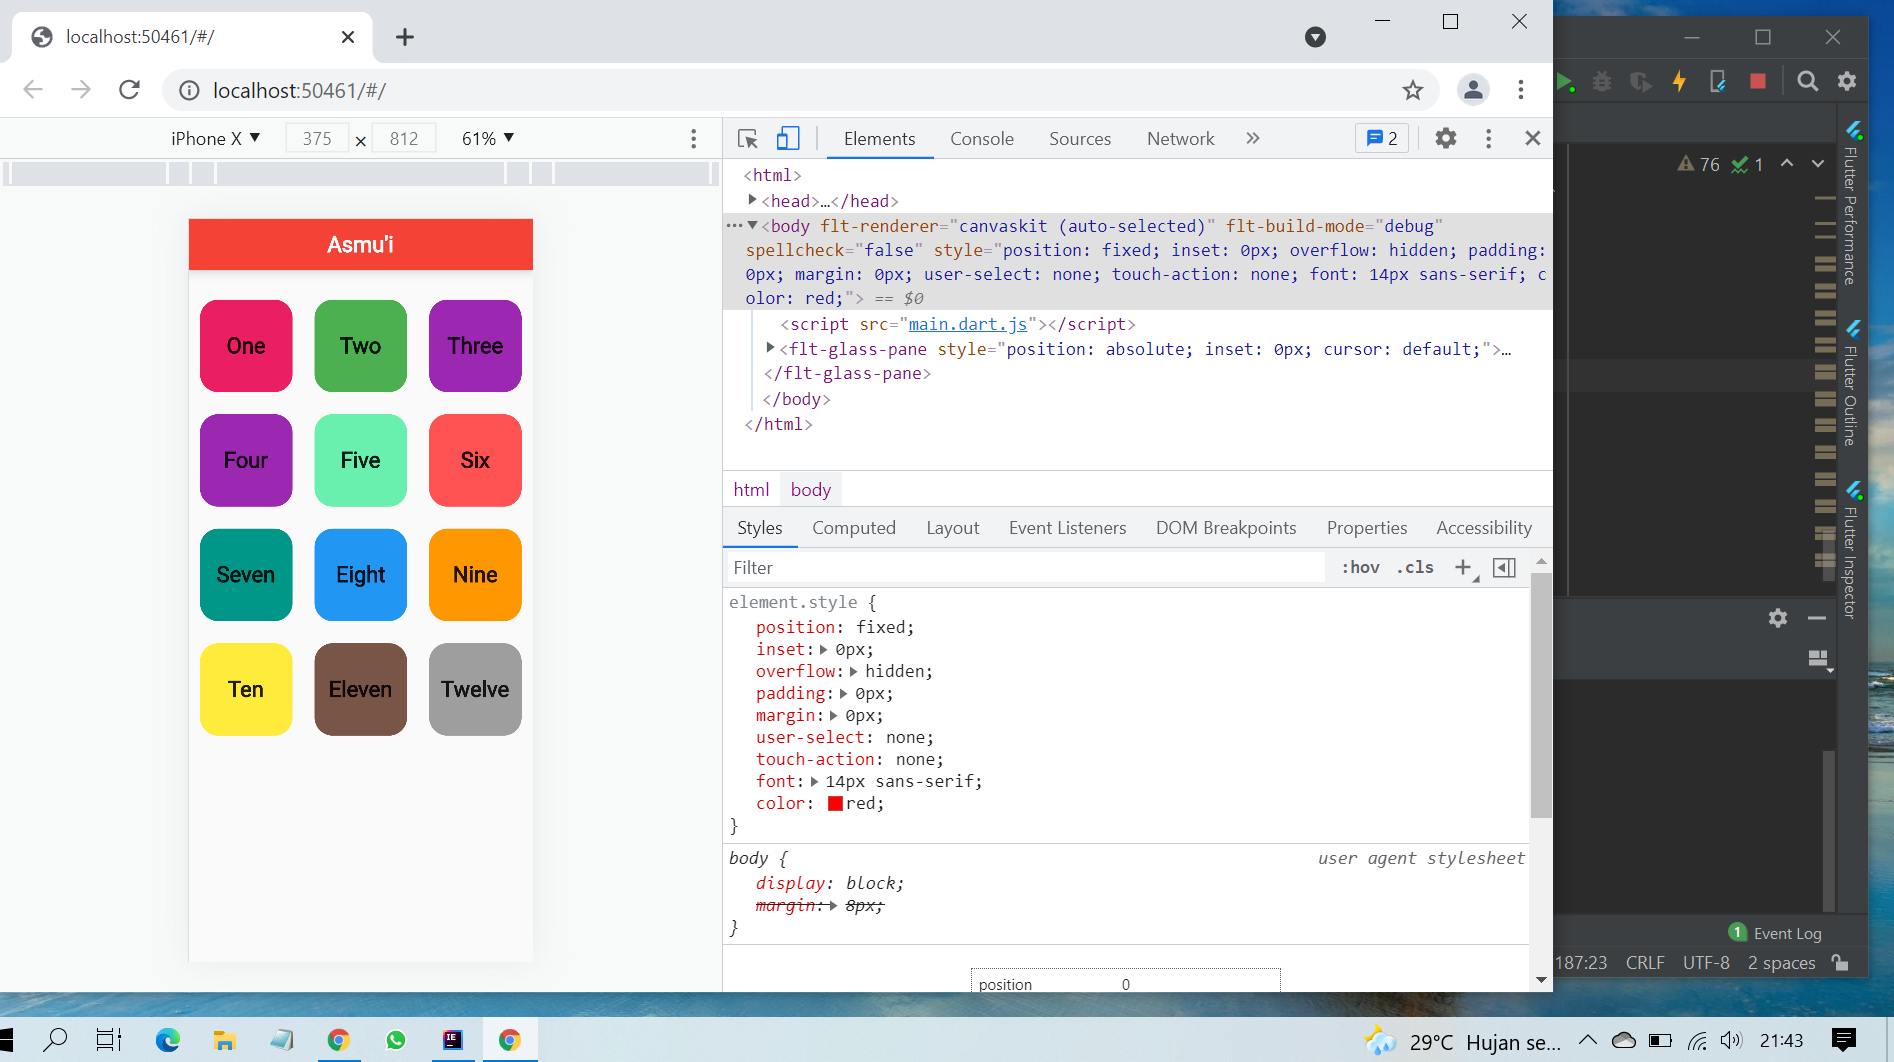 localhost:50461/#/
localhost:50461/#/
iPhone X
375 × 812
61%
Elements Console Sources Network » 2
<html>
<head>…</head>
<body flt-renderer="canvaskit (auto-selected)" flt-build-mode="debug"
spellcheck="false" style="position: fixed; inset: 0px; overflow: hidden; padding:
0px; margin: 0px; user-select: none; touch-action: none; font: 14px sans-serif; c
olor: red;"> == $0
<script src="main.dart.js"></script>
<flt-glass-pane style="position: absolute; inset: 0px; cursor: default;">…
</flt-glass-pane>
</body>
</html>
html body
Styles Computed Layout Event Listeners DOM Breakpoints Properties Accessibility
Filter :hov .cls +
element.style {
position: fixed;
inset: 0px;
overflow: hidden;
padding: 0px;
margin: 0px;
user-select: none;
touch-action: none;
font: 14px sans-serif;
color: red;
}
body { user agent stylesheet
display: block;
margin: 8px;
}
position 0
Asmu'i
One Two Three
Four Five Six
Seven Eight Nine
Ten Eleven Twelve
76 1
Flutter Performance
Flutter Outline
Flutter Inspector
1 Event Log
187:23 CRLF UTF-8 2 spaces
IE
29°C Hujan se... 21:43